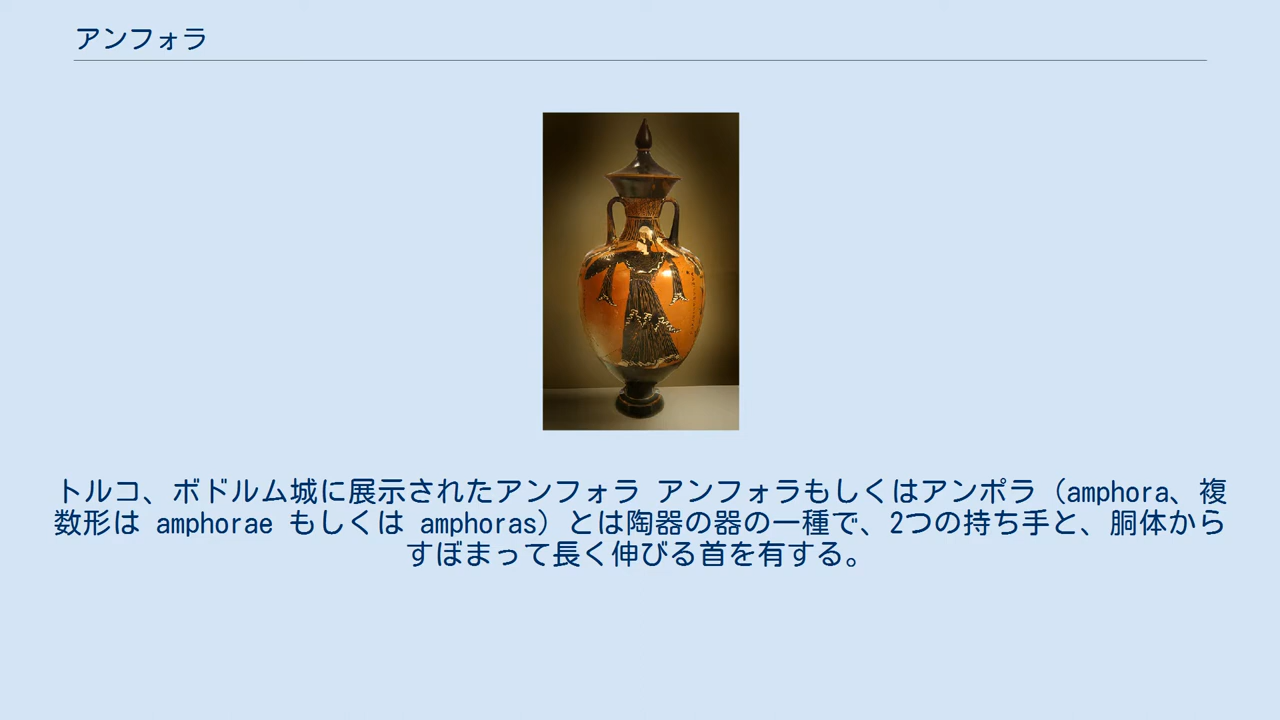 アンフォラ
トルコ、ボドルム城に展示されたアンフォラ アンフォラもしくはアンポラ（amphora、複
数形は amphorae もしくは amphoras）とは陶器の器の一種で、2つの持ち手と、胴体から
すぼまって長く伸びる首を有する。